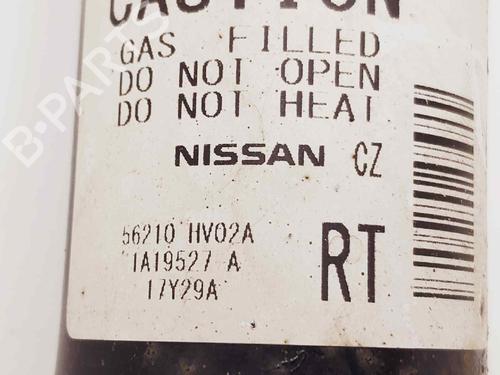 CAUTION
GAS FILLED
DO NOT OPEN
DO NOT HEAT
NISSAN CZ
56210 HV02A
1A19527 A
17Y29A
RT
B-PARTS